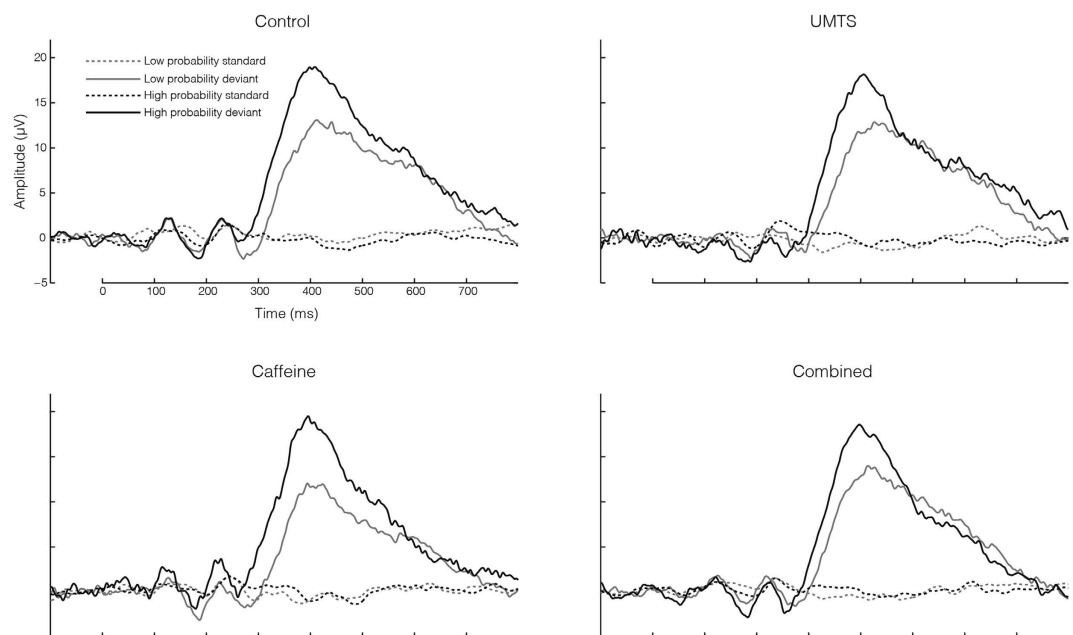 Control
UMTS
Low probability standard
Low probability deviant
High probability standard
High probability deviant
20
15
10
5
0
−5
Amplitude (µV)
0 100 200 300 400 500 600 700
Time (ms)
Caffeine
Combined